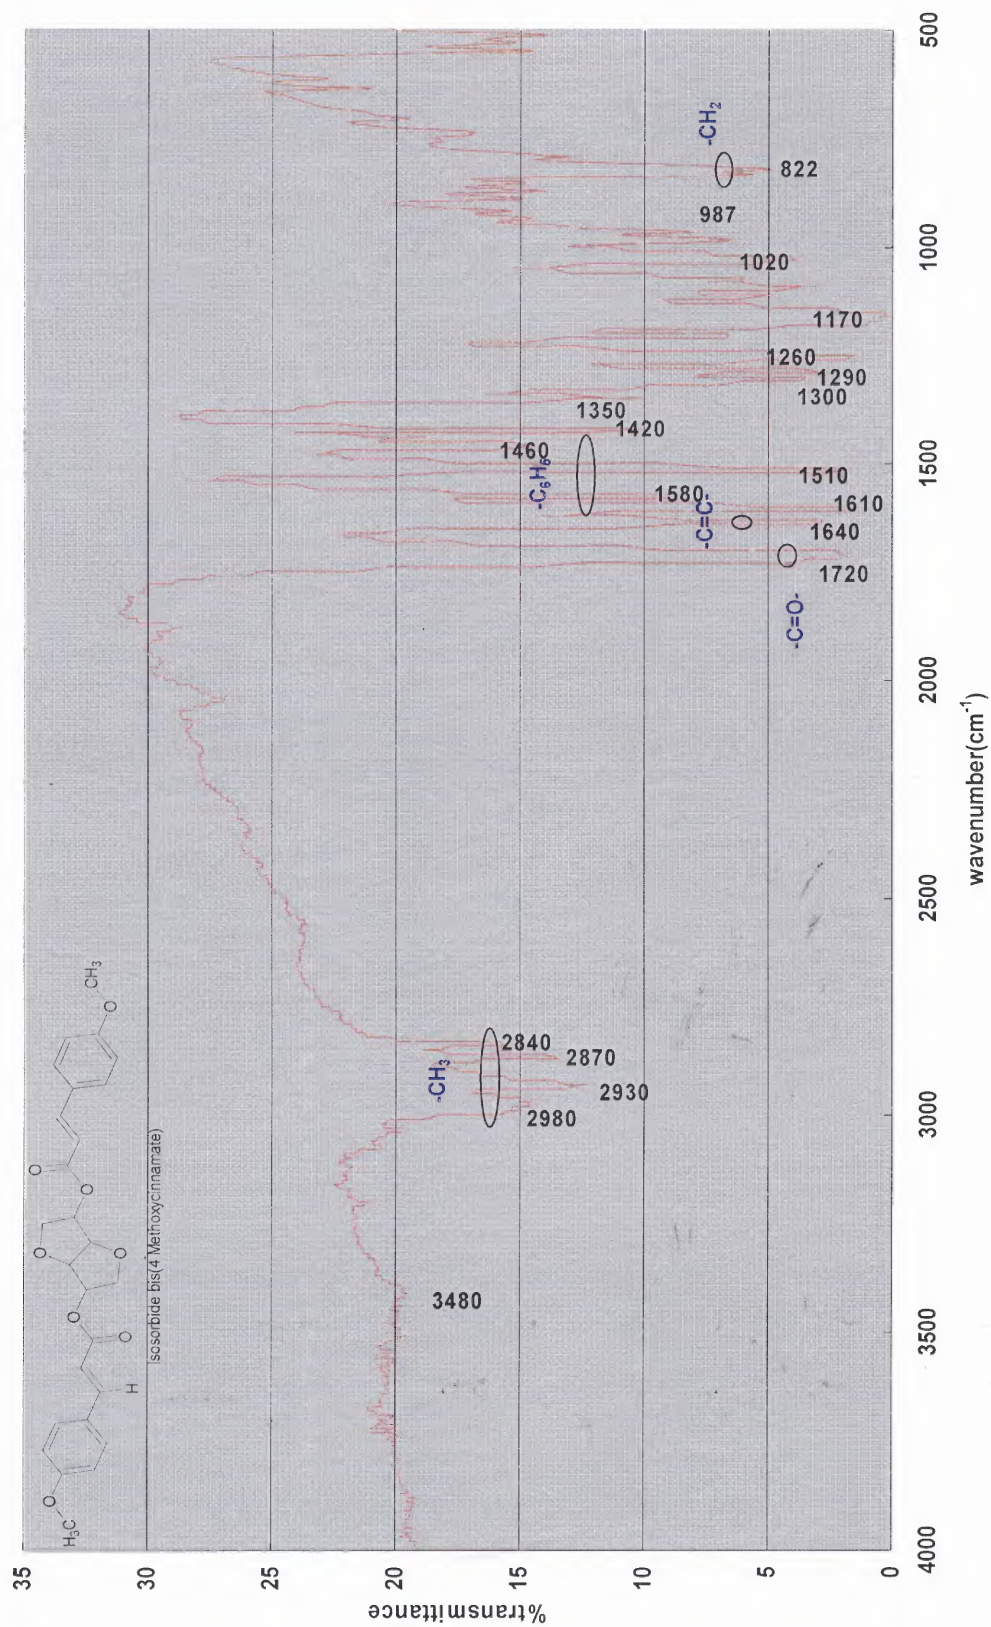 H₃C
O
H
O
O
O
O
O
O
O
CH₃
Isosorbide bis(4 Methoxycinnamate)
%transmittance
35
30
25
20
15
10
5
0
3480
-CH₃
2980
2930
2870
2840
-C=O-
1720
-C=C-
1640
1610
1580
-C₆H₅
1510
1460
1420
1350
1300
1290
1260
1170
1020
987
-CH₂
822
4000
3500
3000
2500
2000
1500
1000
500
wavenumber(cm⁻¹)